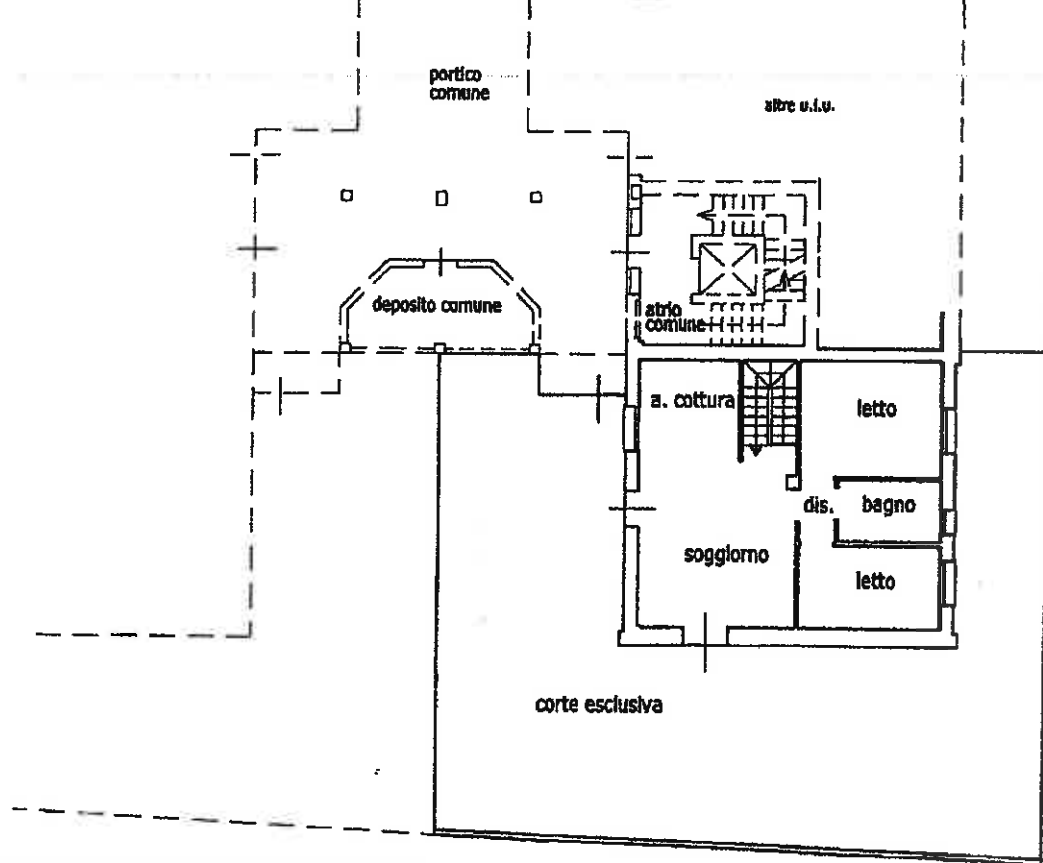 portico
comune
altre u.i.u.
deposito comune
atrio
comune
a. cottura
letto
dis.
bagno
soggiorno
letto
corte esclusiva